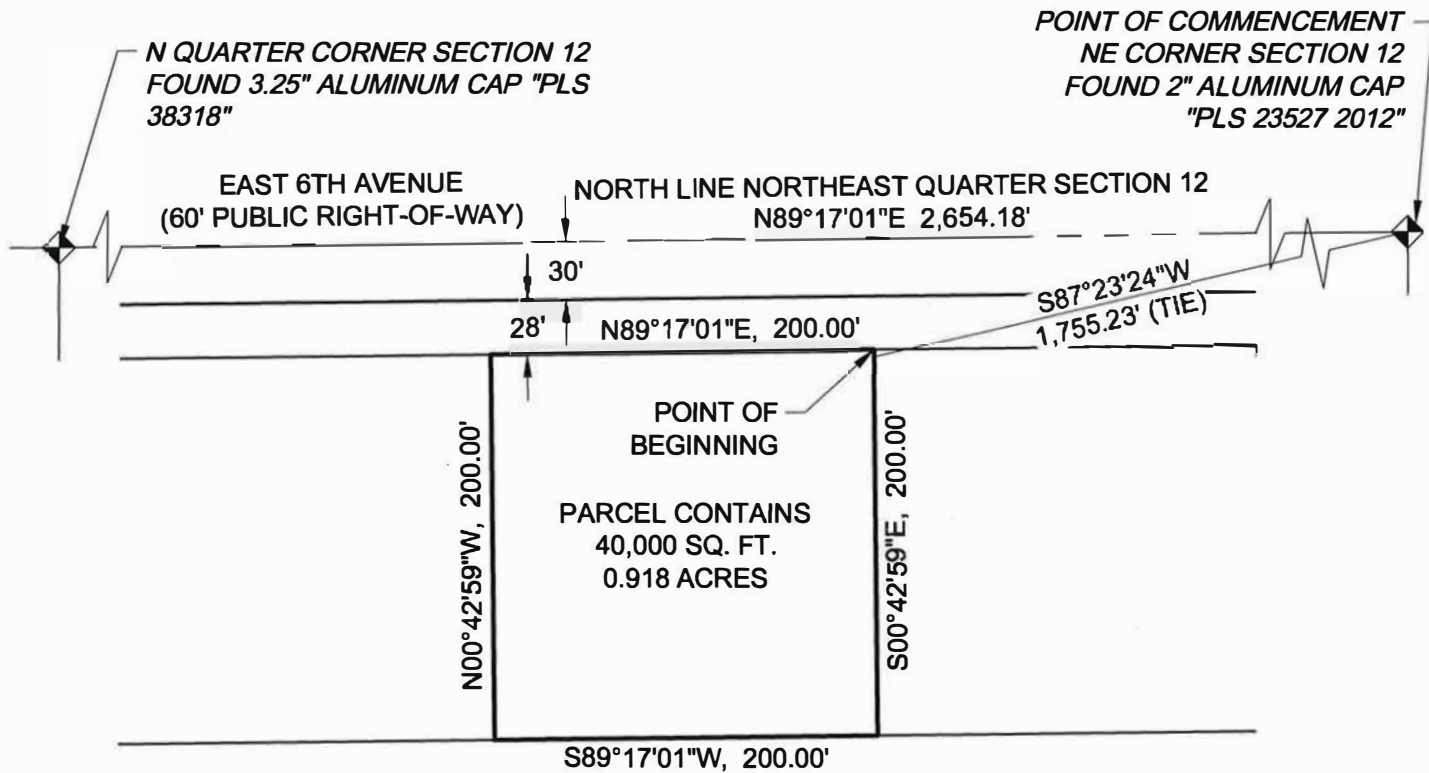 N QUARTER CORNER SECTION 12
FOUND 3.25" ALUMINUM CAP "PLS
38318"
POINT OF COMMENCEMENT
NE CORNER SECTION 12
FOUND 2" ALUMINUM CAP
"PLS 23527 2012"
EAST 6TH AVENUE
(60' PUBLIC RIGHT-OF-WAY)
NORTH LINE NORTHEAST QUARTER SECTION 12
N89°17'01"E 2,654.18'
30'
28'
N89°17'01"E, 200.00'
S87°23'24"W
1,755.23' (TIE)
POINT OF
BEGINNING
N00°42'59"W, 200.00'
PARCEL CONTAINS
40,000 SQ. FT.
0.918 ACRES
S00°42'59"E, 200.00'
S89°17'01"W, 200.00'